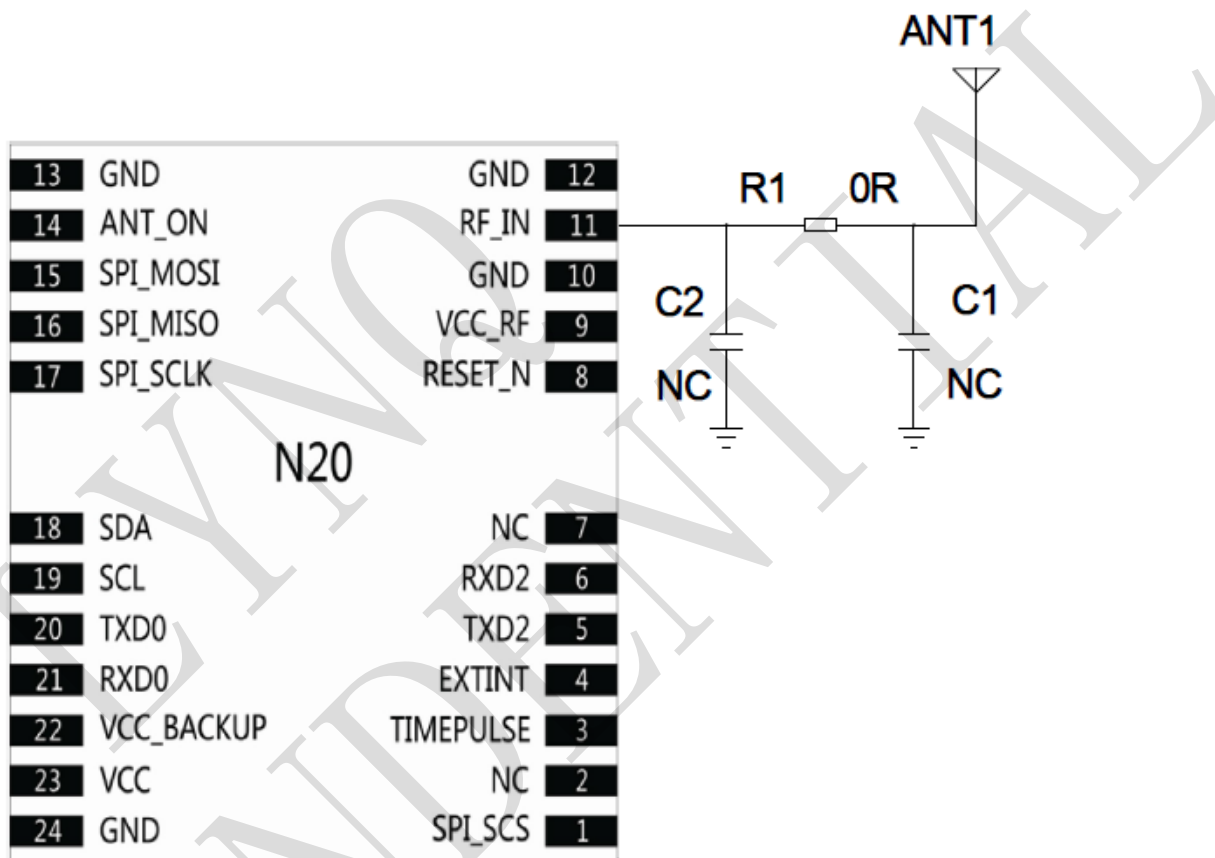 ANT1
13 GND GND 12
R1 0R
14 ANT_ON RF_IN 11
15 SPI_MOSI GND 10
C2 C1
16 SPI_MISO VCC_RF 9
17 SPI_SCLK RESET_N 8
NC NC
N20
18 SDA NC 7
19 SCL RXD2 6
20 TXD0 TXD2 5
21 RXD0 EXTINT 4
22 VCC_BACKUP TIMEPULSE 3
23 VCC NC 2
24 GND SPI_SCS 1
LYNQ
NDENTIAL